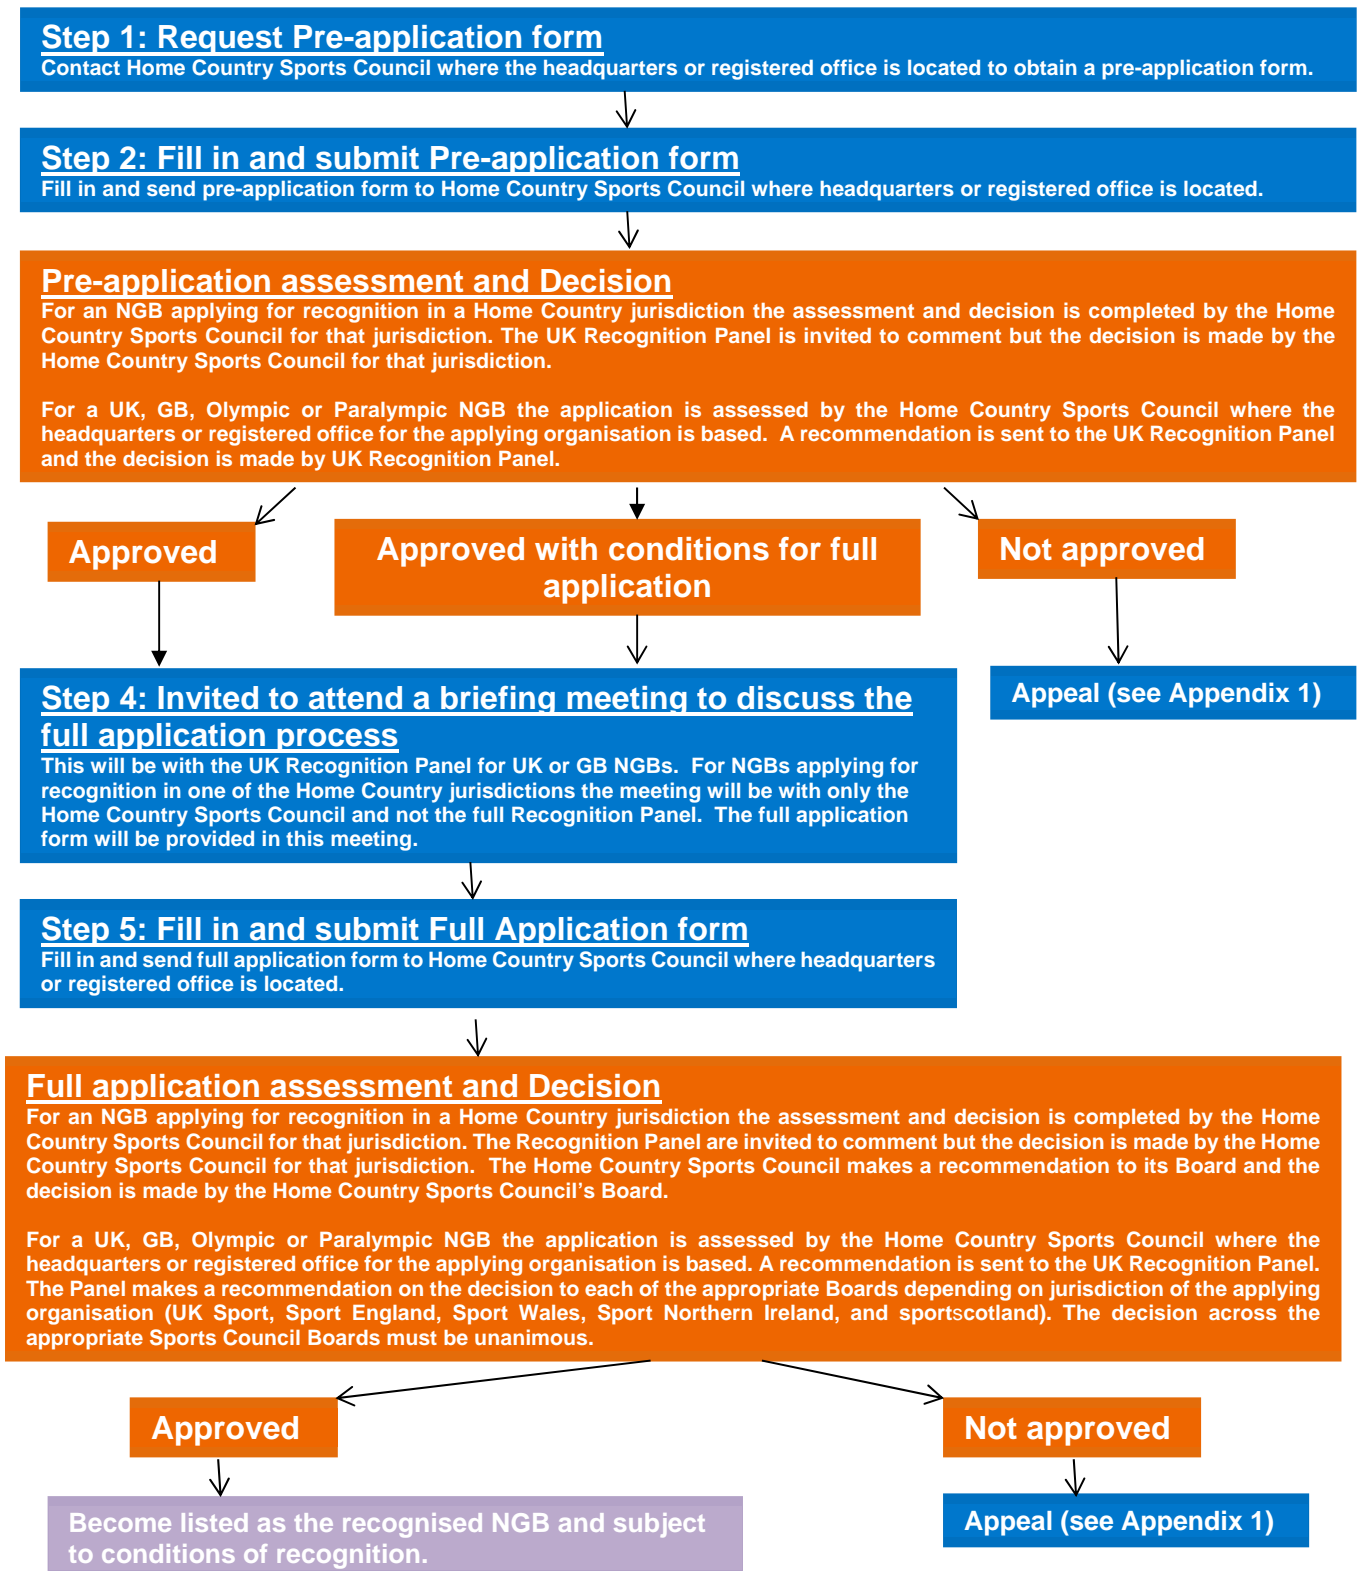 Step 1: Request Pre-application form
Contact Home Country Sports Council where the headquarters or registered office is located to obtain a pre-application form.
Step 2: Fill in and submit Pre-application form
Fill in and send pre-application form to Home Country Sports Council where headquarters or registered office is located.
Pre-application assessment and Decision
For an NGB applying for recognition in a Home Country jurisdiction the assessment and decision is completed by the Home
Country Sports Council for that jurisdiction. The UK Recognition Panel is invited to comment but the decision is made by the
Home Country Sports Council for that jurisdiction.
For a UK, GB, Olympic or Paralympic NGB the application is assessed by the Home Country Sports Council where the
headquarters or registered office for the applying organisation is based. A recommendation is sent to the UK Recognition Panel
and the decision is made by UK Recognition Panel.
Approved
Approved with conditions for full
application
Not approved
Step 4: Invited to attend a briefing meeting to discuss the
full application process
This will be with the UK Recognition Panel for UK or GB NGBs. For NGBs applying for
recognition in one of the Home Country jurisdictions the meeting will be with only the
Home Country Sports Council and not the full Recognition Panel. The full application
form will be provided in this meeting.
Appeal (see Appendix 1)
Step 5: Fill in and submit Full Application form
Fill in and send full application form to Home Country Sports Council where headquarters
or registered office is located.
Full application assessment and Decision
For an NGB applying for recognition in a Home Country jurisdiction the assessment and decision is completed by the Home
Country Sports Council for that jurisdiction. The Recognition Panel are invited to comment but the decision is made by the Home
Country Sports Council for that jurisdiction. The Home Country Sports Council makes a recommendation to its Board and the
decision is made by the Home Country Sports Council's Board.
For a UK, GB, Olympic or Paralympic NGB the application is assessed by the Home Country Sports Council where the
headquarters or registered office for the applying organisation is based. A recommendation is sent to the UK Recognition Panel.
The Panel makes a recommendation on the decision to each of the appropriate Boards depending on jurisdiction of the applying
organisation (UK Sport, Sport England, Sport Wales, Sport Northern Ireland, and sportscotland). The decision across the
appropriate Sports Council Boards must be unanimous.
Approved
Not approved
Become listed as the recognised NGB and subject
to conditions of recognition.
Appeal (see Appendix 1)